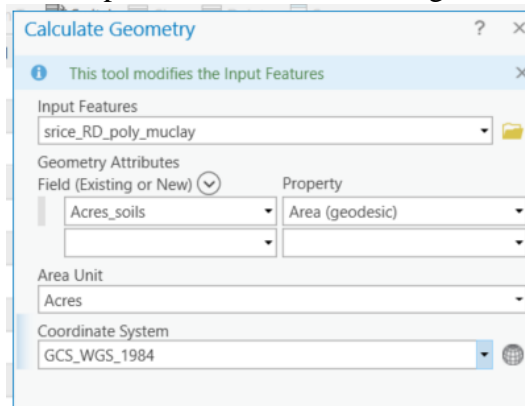 Calculate Geometry ? ×
This tool modifies the Input Features ×
Input Features
srice_RD_poly_muclay
Geometry Attributes
Field (Existing or New) Property
Acres_soils Area (geodesic)
Area Unit
Acres
Coordinate System
GCS_WGS_1984